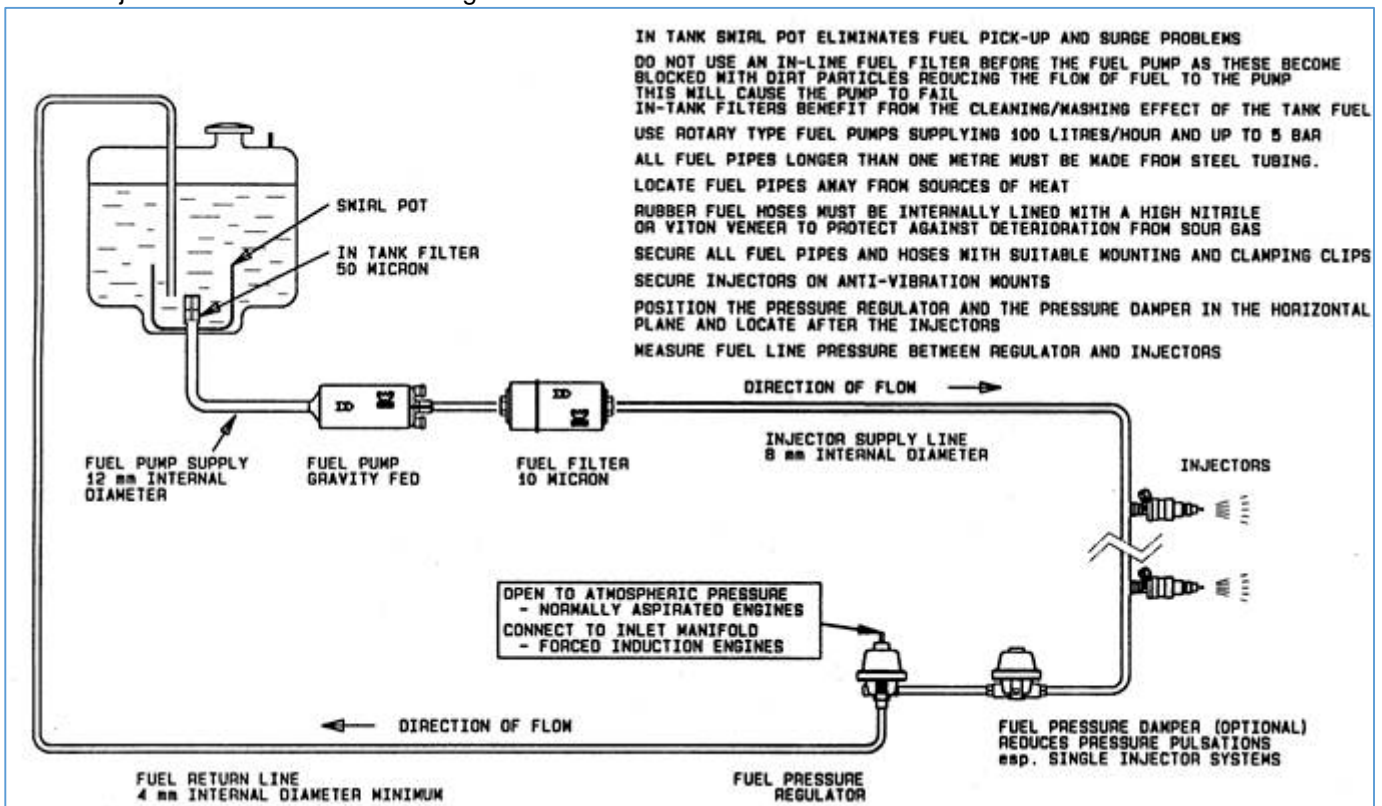 IN TANK SWIRL POT ELIMINATES FUEL PICK-UP AND SURGE PROBLEMS
DO NOT USE AN IN-LINE FUEL FILTER BEFORE THE FUEL PUMP AS THESE BECOME
BLOCKED WITH DIRT PARTICLES REDUCING THE FLOW OF FUEL TO THE PUMP
THIS WILL CAUSE THE PUMP TO FAIL
IN-TANK FILTERS BENEFIT FROM THE CLEANING/WASHING EFFECT OF THE TANK FUEL
USE ROTARY TYPE FUEL PUMPS SUPPLYING 100 LITRES/HOUR AND UP TO 5 BAR
ALL FUEL PIPES LONGER THAN ONE METRE MUST BE MADE FROM STEEL TUBING.
LOCATE FUEL PIPES AWAY FROM SOURCES OF HEAT
RUBBER FUEL HOSES MUST BE INTERNALLY LINED WITH A HIGH NITRILE
OR VITON VENEER TO PROTECT AGAINST DETERIORATION FROM SOUR GAS
SECURE ALL FUEL PIPES AND HOSES WITH SUITABLE MOUNTING AND CLAMPING CLIPS
SECURE INJECTORS ON ANTI-VIBRATION MOUNTS
POSITION THE PRESSURE REGULATOR AND THE PRESSURE DAMPER IN THE HORIZONTAL
PLANE AND LOCATE AFTER THE INJECTORS
MEASURE FUEL LINE PRESSURE BETWEEN REGULATOR AND INJECTORS
SWIRL POT
IN TANK FILTER
50 MICRON
DIRECTION OF FLOW
FUEL PUMP SUPPLY
12 mm INTERNAL
DIAMETER
FUEL PUMP
GRAVITY FED
FUEL FILTER
10 MICRON
INJECTOR SUPPLY LINE
8 mm INTERNAL DIAMETER
INJECTORS
OPEN TO ATMOSPHERIC PRESSURE
- NORMALLY ASPIRATED ENGINES
CONNECT TO INLET MANIFOLD
- FORCED INDUCTION ENGINES
DIRECTION OF FLOW
FUEL PRESSURE DAMPER (OPTIONAL)
REDUCES PRESSURE PULSATIONS
esp. SINGLE INJECTOR SYSTEMS
FUEL RETURN LINE
4 mm INTERNAL DIAMETER MINIMUM
FUEL PRESSURE
REGULATOR